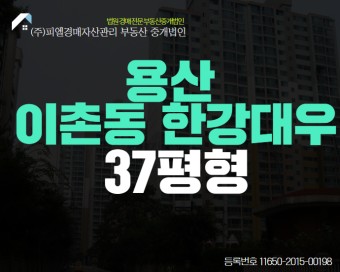 법원경매전문부동산중개법인
(주)피엘경매자산관리 부동산 중개법인
용산
이촌동 한강대우
37평형
등록번호 11650-2015-00198